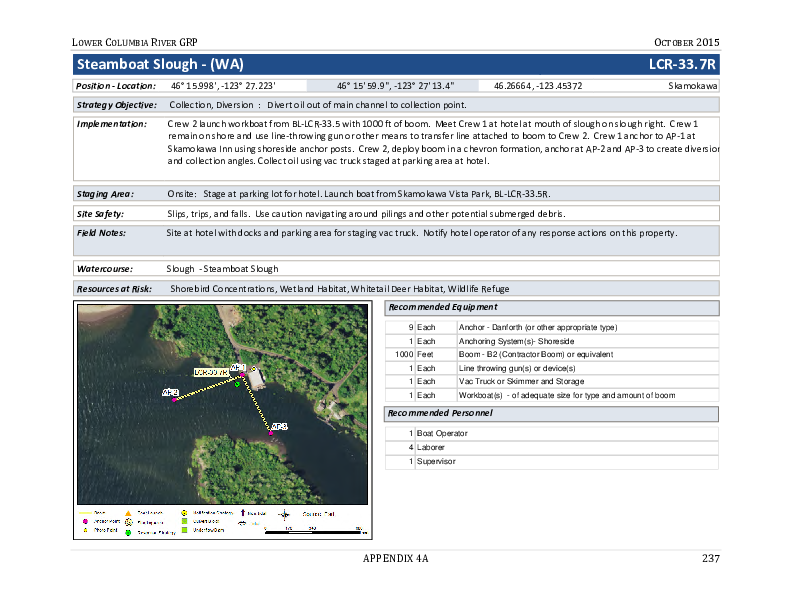 LOWER COLUMBIA RIVER GRP OCTOBER 2015
Steamboat Slough - (WA) LCR-33.7R
Position - Location: 46° 15.998', -123° 27.223' 46° 15' 59.9", -123° 27' 13.4" 46.26664, -123.45372 Skamokawa
Strategy Objective: Collection, Diversion : Divert oil out of main channel to collection point.
Implementation: Crew 2 launch workboat from BL-LCR-33.5 with 1000 ft of boom. Meet Crew 1 at hotel at mouth of slough on slough right. Crew 1
remain on shore and use line-throwing gun or other means to transfer line attached to boom to Crew 2. Crew 1 anchor to AP-1 at
Skamokawa Inn using shoreside anchor posts. Crew 2, deploy boom in a chevron formation, anchor at AP-2 and AP-3 to create diversion
and collection angles. Collect oil using vac truck staged at parking area at hotel.
Staging Area: Onsite: Stage at parking lot for hotel. Launch boat from Skamokawa Vista Park, BL-LCR-33.5R.
Site Safety: Slips, trips, and falls. Use caution navigating around pilings and other potential submerged debris.
Field Notes: Site at hotel with docks and parking area for staging vac truck. Notify hotel operator of any response actions on this property.
Watercourse: Slough - Steamboat Slough
Resources at Risk: Shorebird Concentrations, Wetland Habitat, Whitetail Deer Habitat, Wildlife Refuge
Recommended Equipment
9 Each Anchor - Danforth (or other appropriate type)
1 Each Anchoring System(s)- Shoreside
1000 Feet Boom - B2 (Contractor Boom) or equivalent
1 Each Line throwing gun(s) or device(s)
1 Each Vac Truck or Skimmer and Storage
1 Each Workboat(s) - of adequate size for type and amount of boom
Recommended Personnel
1 Boat Operator
4 Laborer
1 Supervisor
LCR-33.7R
Anchor Point
Photo Point
Notification Strategy
APPENDIX 4A 237